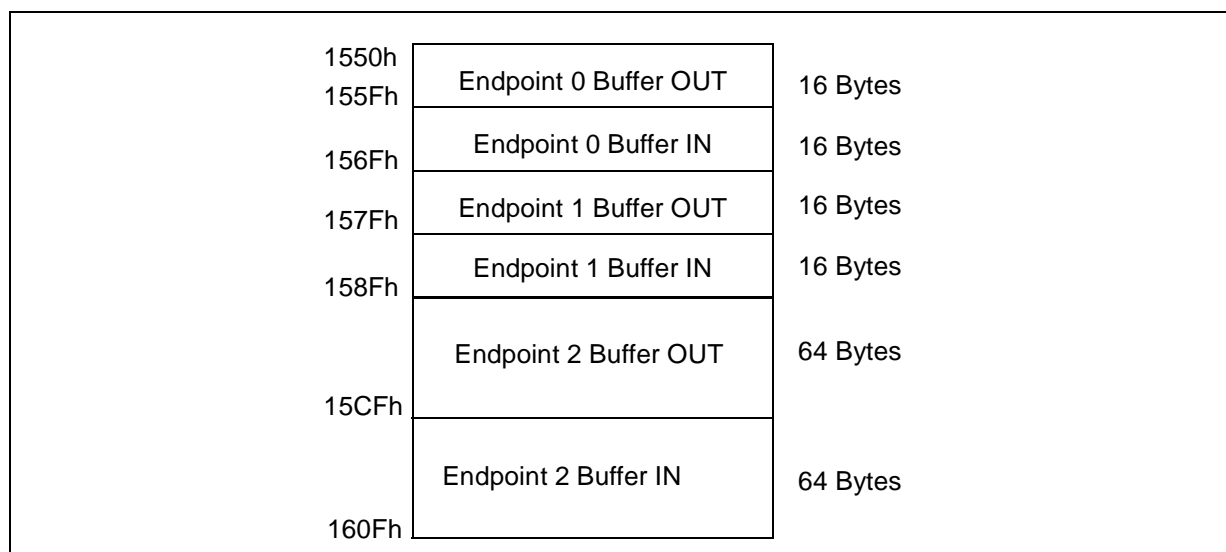 1550h
Endpoint 0 Buffer OUT
16 Bytes
155Fh
Endpoint 0 Buffer IN
16 Bytes
156Fh
Endpoint 1 Buffer OUT
16 Bytes
157Fh
Endpoint 1 Buffer IN
16 Bytes
158Fh
Endpoint 2 Buffer OUT
64 Bytes
15CFh
Endpoint 2 Buffer IN
64 Bytes
160Fh